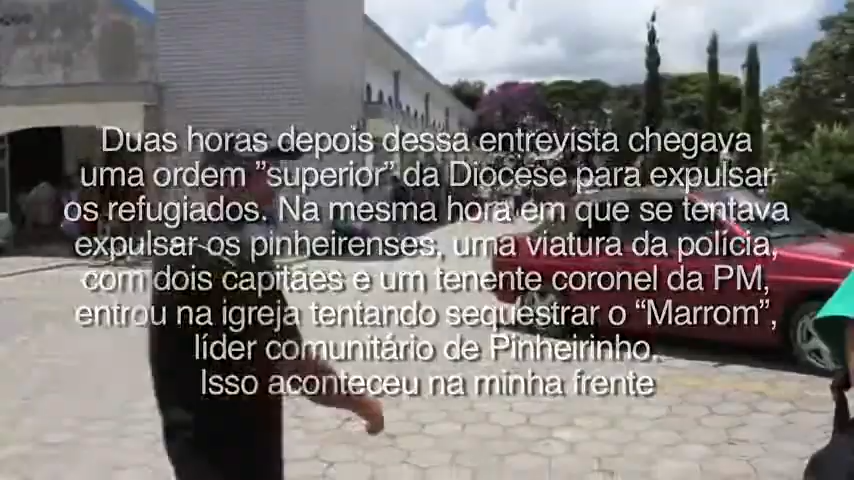 Duas horas depois dessa entrevista chegava
uma ordem "superior" da Diocese para expulsar
os refugiados. Na mesma hora em que se tentava
expulsar os pinheirenses, uma viatura da polícia,
com dois capitães e um tenente coronel da PM,
entrou na igreja tentando sequestrar o “Marrom”,
líder comunitário de Pinheirinho.
Isso aconteceu na minha frente